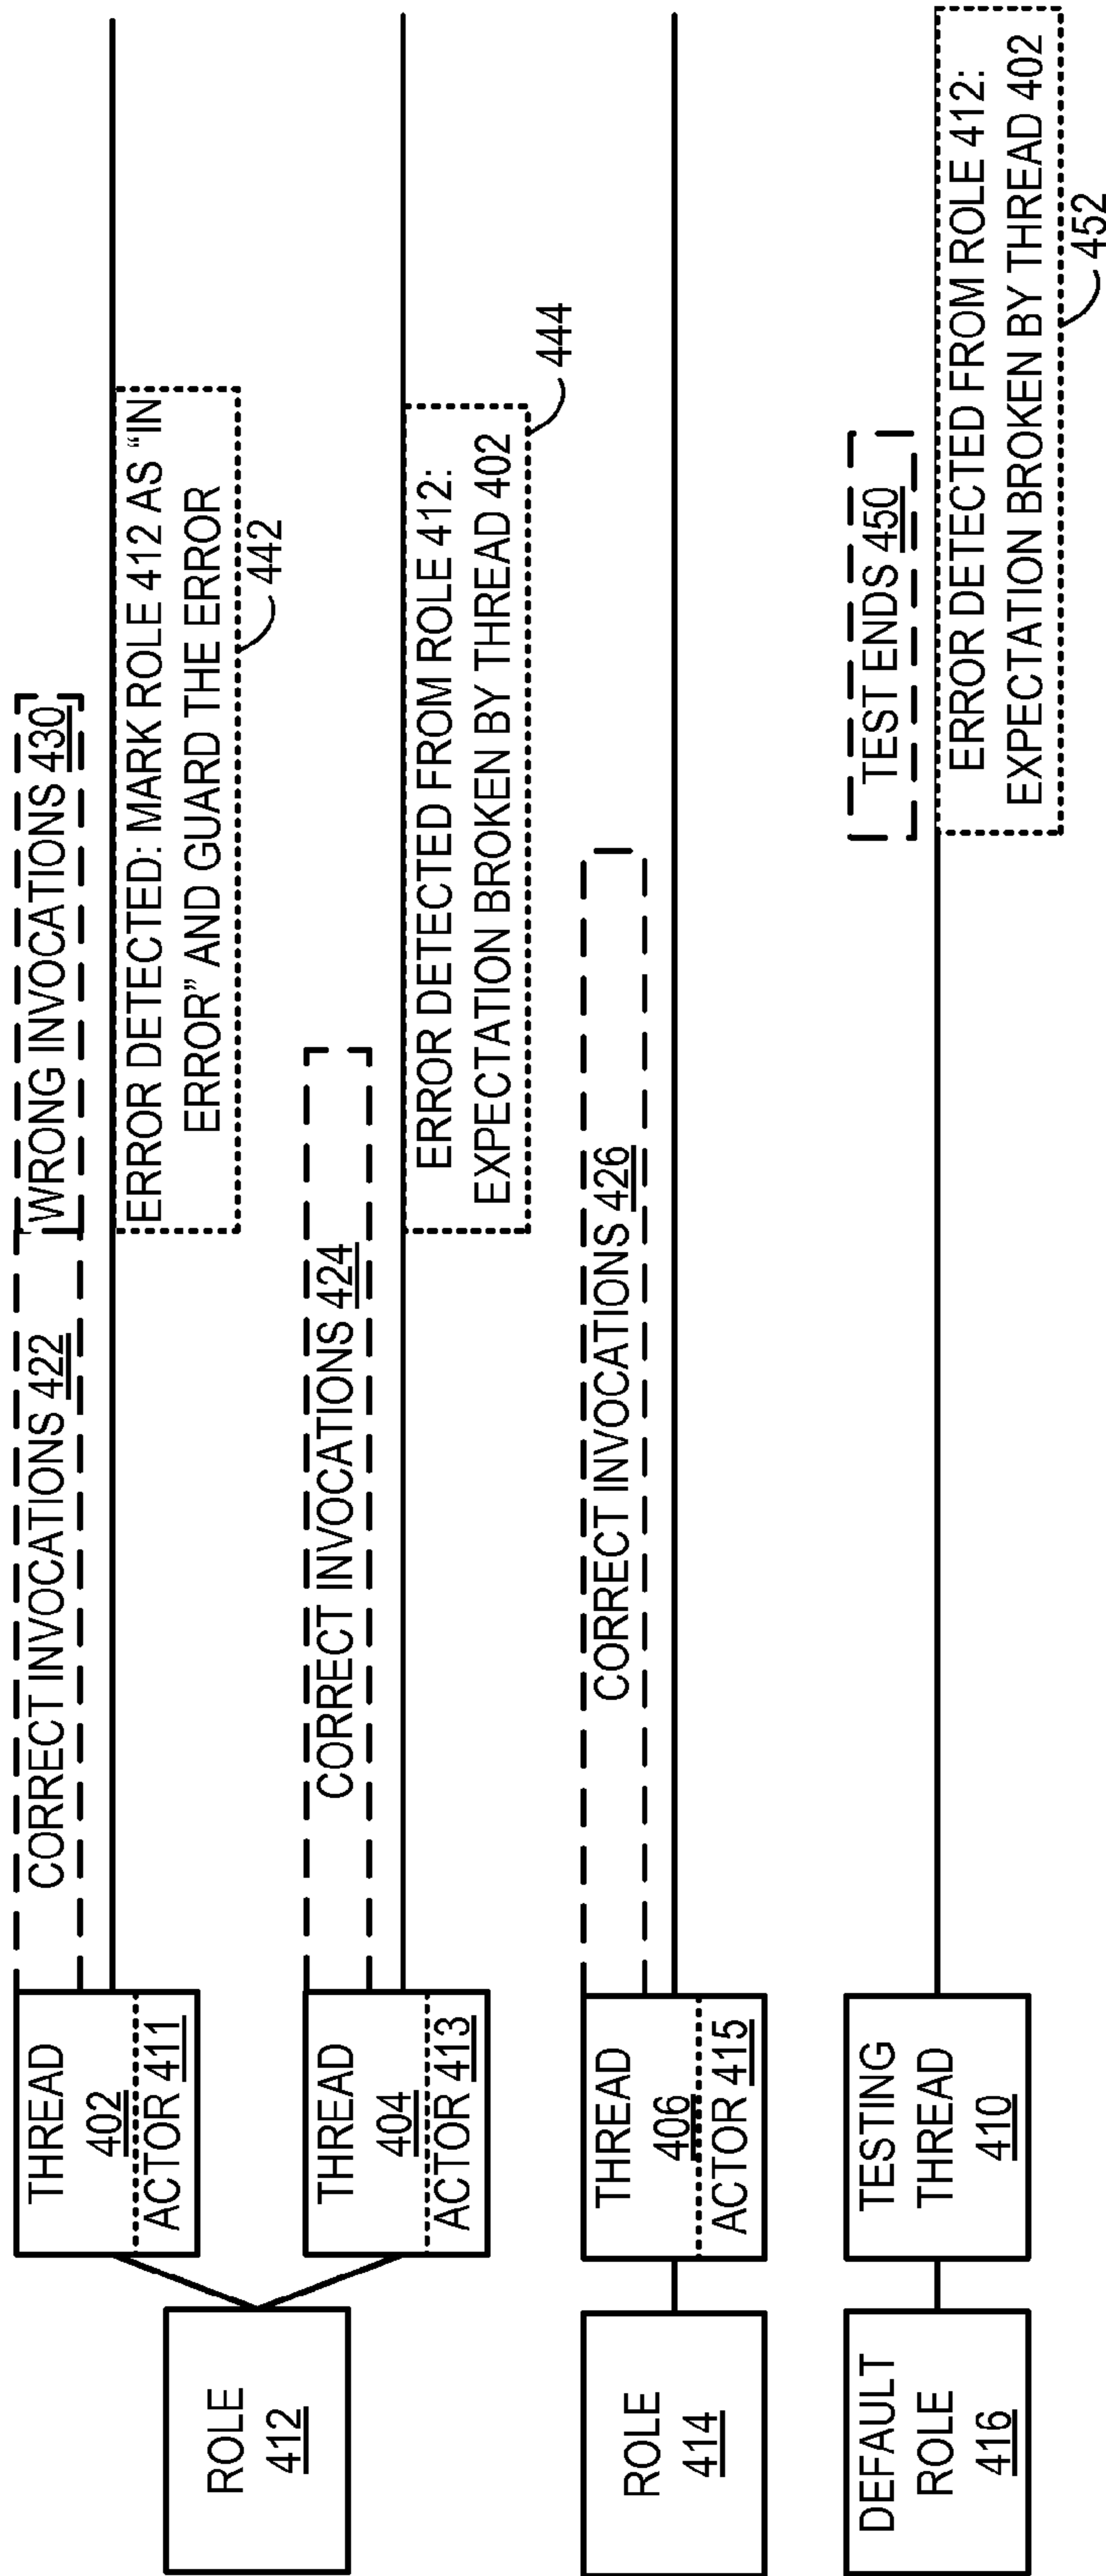 ROLE
412
THREAD
402
ACTOR 411
CORRECT INVOCATIONS 422
WRONG INVOCATIONS 430
ERROR DETECTED: MARK ROLE 412 AS “IN
ERROR” AND GUARD THE ERROR
442
THREAD
404
ACTOR 413
CORRECT INVOCATIONS 424
ERROR DETECTED FROM ROLE 412:
EXPECTATION BROKEN BY THREAD 402
444
ROLE
414
THREAD
406
ACTOR 415
CORRECT INVOCATIONS 426
DEFAULT
ROLE
416
TESTING
THREAD
410
TEST ENDS 450
ERROR DETECTED FROM ROLE 412:
EXPECTATION BROKEN BY THREAD 402
452